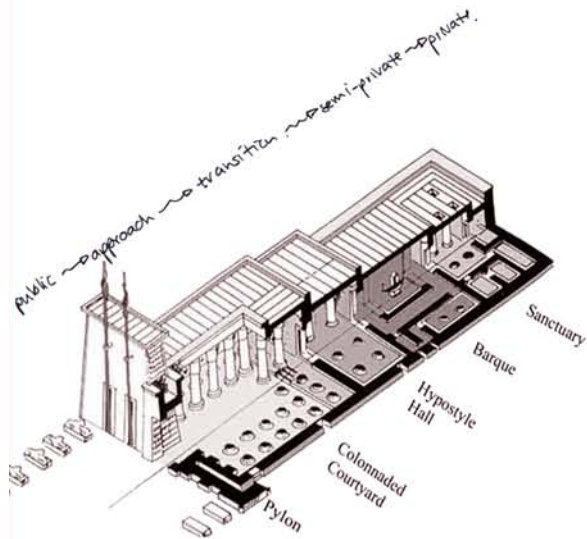 public → approach → transition → semi-private → private.
Sanctuary
Barque
Hypostyle
Hall
Colonnaded
Courtyard
Pylon